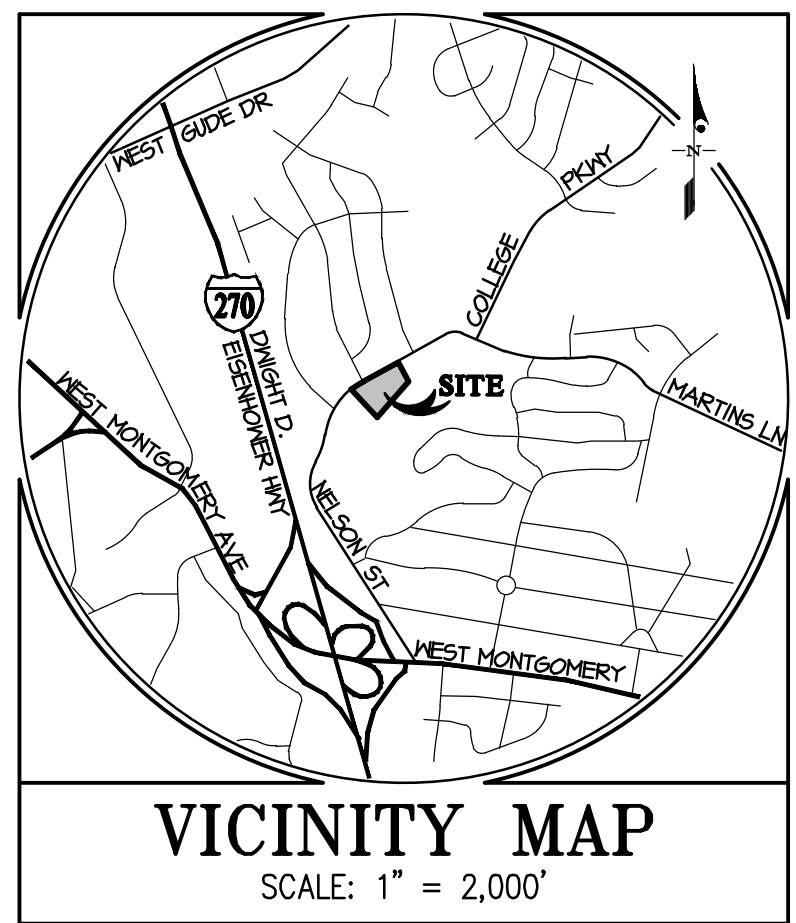 WEST GUDE DR
PKWY
COLLEGE
N
270
DWIGHT D.
EISENHOWER HWY
SITE
WEST MONTGOMERY AVE
MARTINS LN
NELSON ST
WEST MONTGOMERY
VICINITY MAP
SCALE: 1" = 2,000'